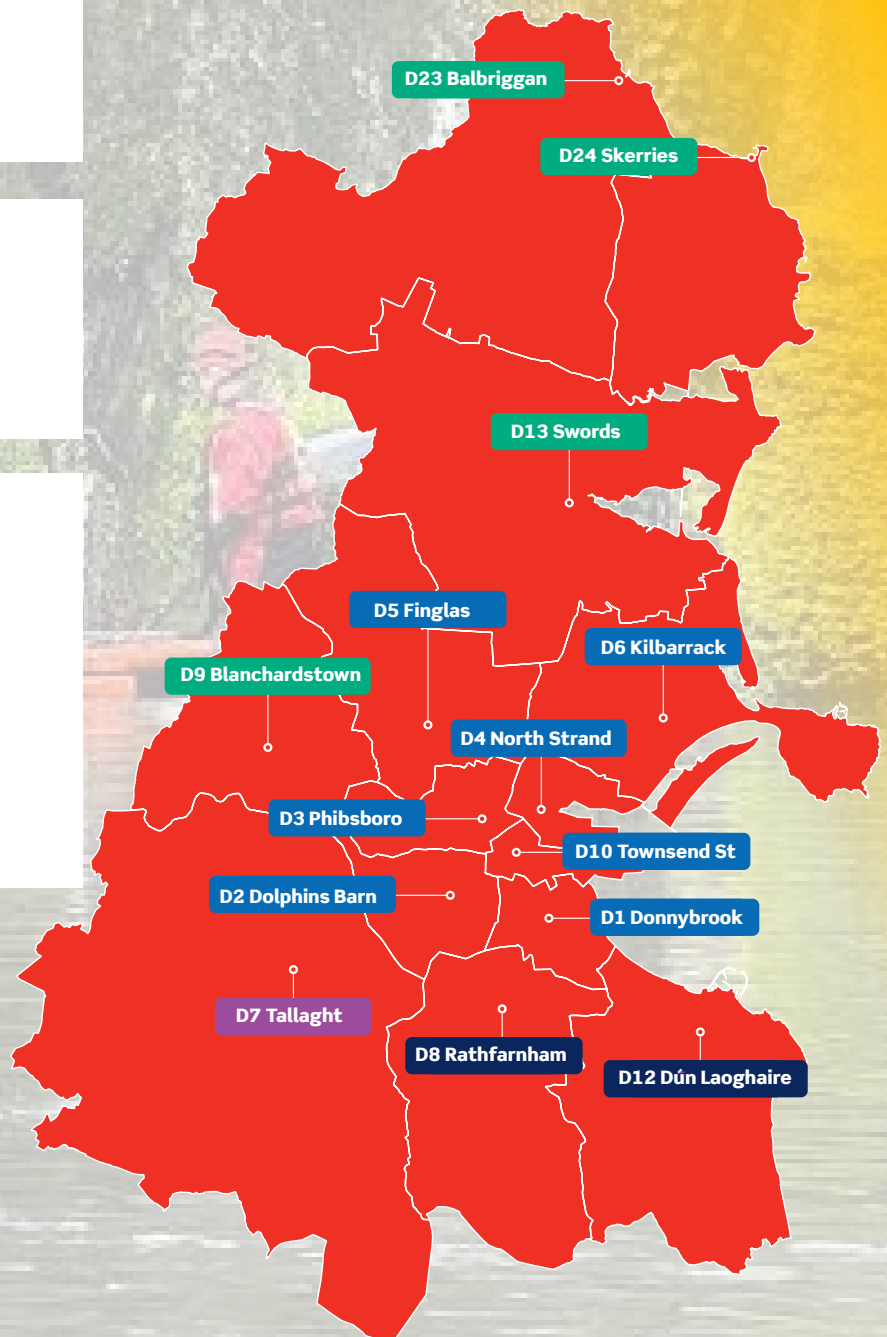 D23 Balbriggan
D24 Skerries
D13 Swords
D5 Finglas
D6 Kilbarrack
D9 Blanchardstown
D4 North Strand
D3 Phibsboro
D10 Townsend St
D2 Dolphins Barn
D1 Donnybrook
D7 Tallaght
D8 Rathfarnham
D12 Dún Laoghaire